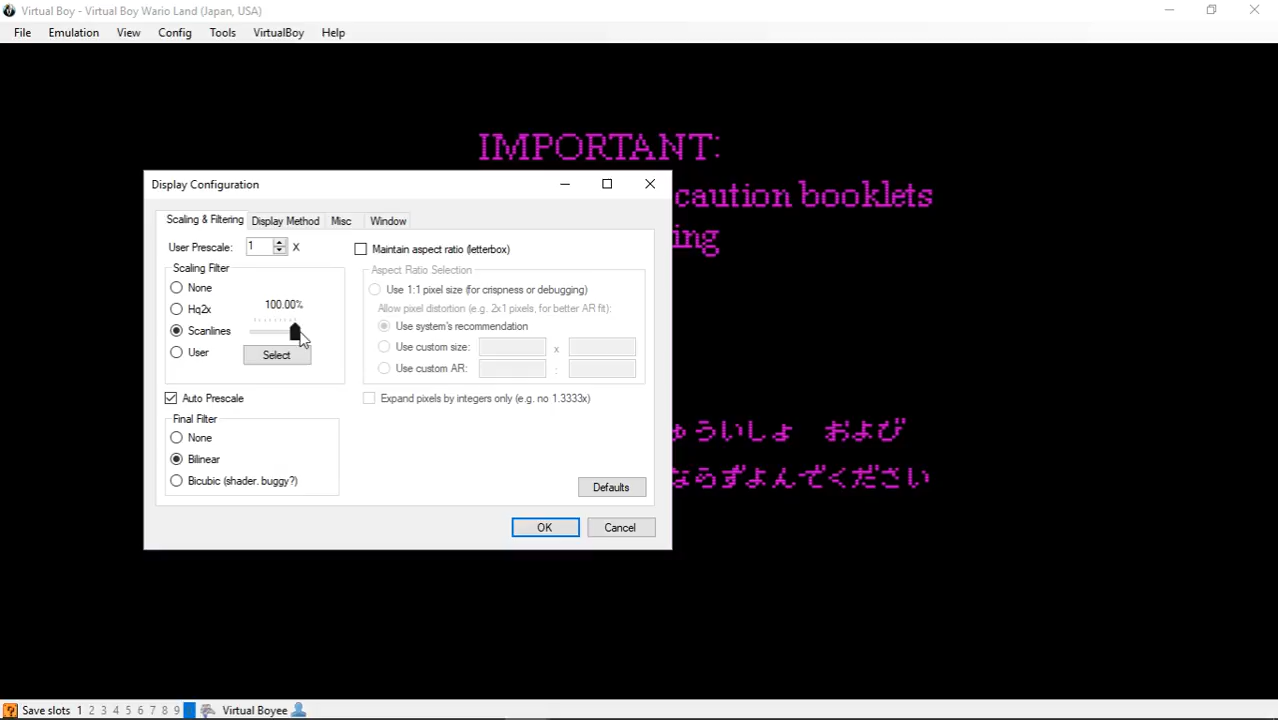 Virtual Boy - Virtual Boy Wario Land (Japan, USA)
File Emulation View Config Tools VirtualBoy Help
IMPORTANT:
caution booklets
ing
Display Configuration
Scaling & Filtering Display Method Misc Window
User Prescale: 1 X
Maintain aspect ratio (letterbox)
Scaling Filter
None
Hq2x
Scanlines
User
100.00%
Select
Aspect Ratio Selection
Use 1:1 pixel size (for crispness or debugging)
Allow pixel distortion (e.g. 2x1 pixels, for better AR fit):
Use system's recommendation
Use custom size: x
Use custom AR: :
Auto Prescale
Expand pixels by integers only (e.g. no 1.3333x)
Final Filter
None
Bilinear
Bicubic (shader. buggy?)
Defaults
OK Cancel
ゅういしょ および
ならずよんでください
Save slots 1 2 3 4 5 6 7 8 9 Virtual Boyee